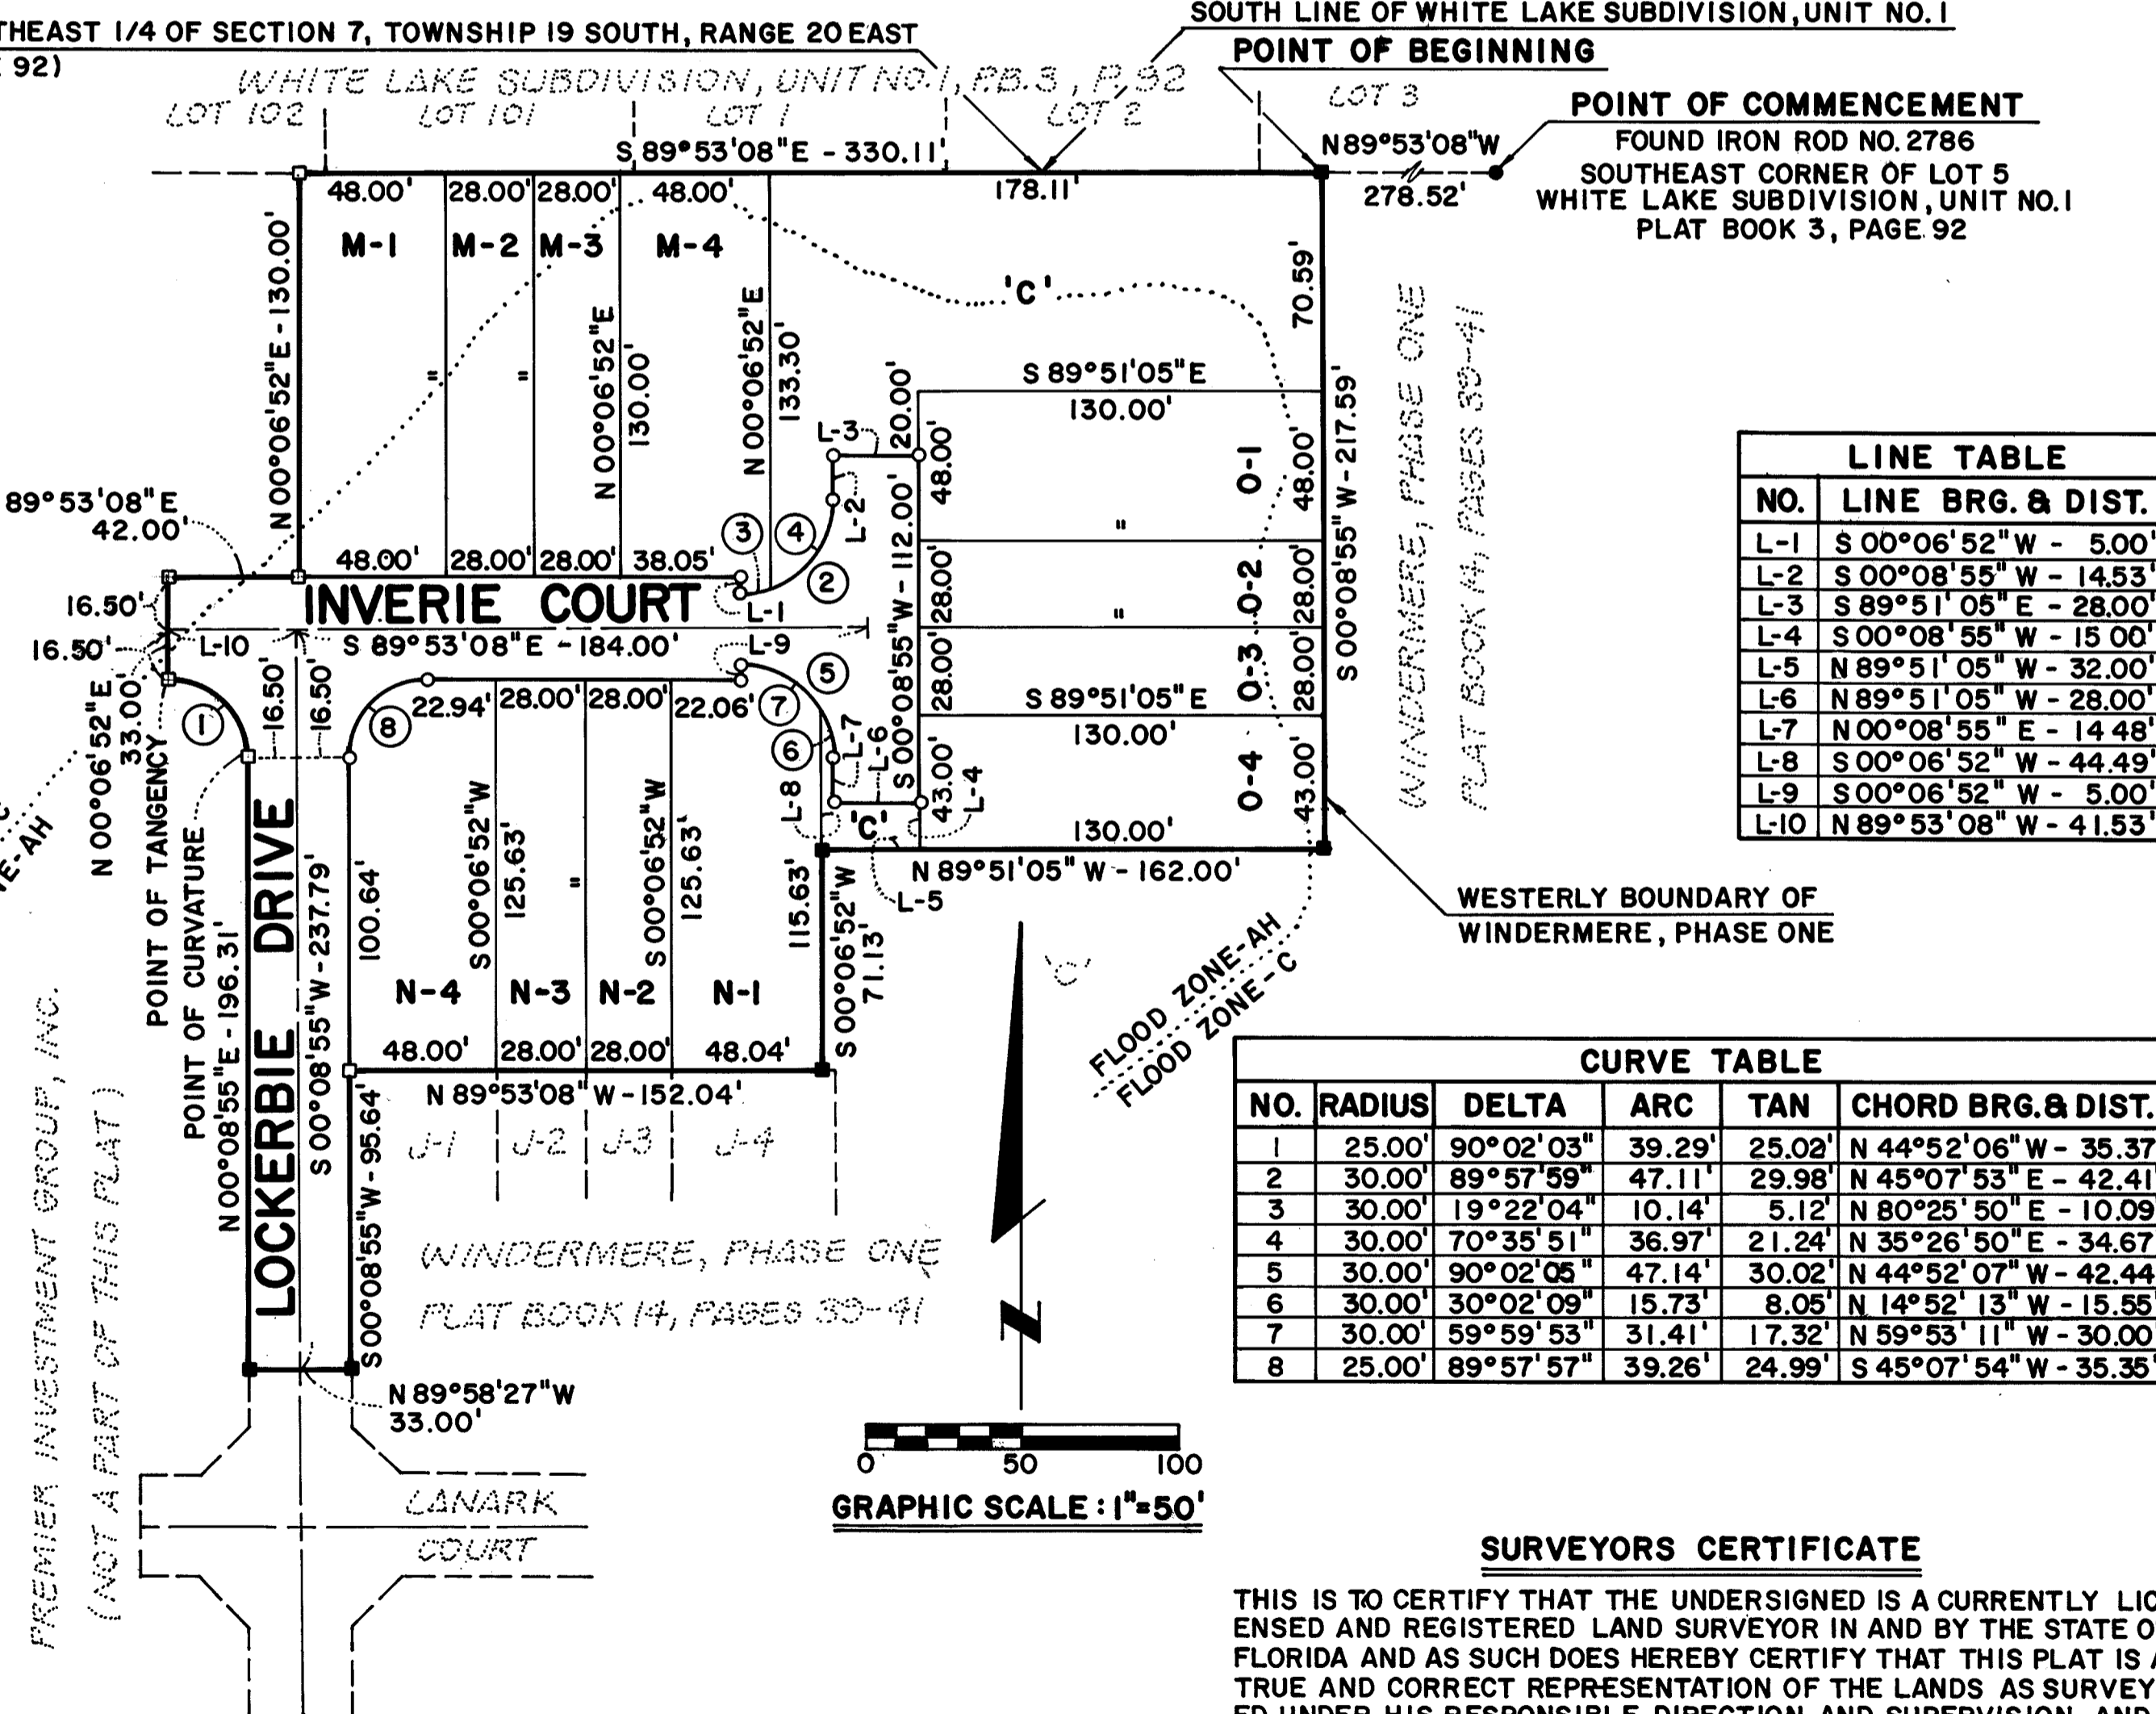 SOUTH LINE OF WHITE LAKE SUBDIVISION, UNIT NO. 1
THEAST 1/4 OF SECTION 7, TOWNSHIP 19 SOUTH, RANGE 20 EAST
92)
POINT OF BEGINNING
WHITE LAKE SUBDIVISION, UNIT NO. 1, P.B. 3, P. 92
LOT 102
LOT 101
LOT 1
LOT 2
LOT 3
POINT OF COMMENCEMENT
FOUND IRON ROD NO. 2786
SOUTHEAST CORNER OF LOT 5
WHITE LAKE SUBDIVISION, UNIT NO. 1
PLAT BOOK 3, PAGE 92
N 89°53'08" W
278.52'
S 89°53'08" E - 330.11'
48.00' 28.00' 28.00' 48.00' 178.11'
M-1 M-2 M-3 M-4
N 00°06'52" E - 130.00'
" "
N 00°06'52" E
130.00'
N 00°06'52" E
133.30'
'C'
70.59'
S 89°51'05" E
130.00'
20.00'
L-3
L-2
48.00'
O-1
48.00'
S 00°08'55" W - 217.59'
WINDERMERE, PHASE ONE
PLAT BOOK 14, PAGES 39-41
89°53'08" E
42.00'
48.00' 28.00' 28.00' 38.05'
3
4
2
S 00°08'55" W - 112.00'
"
28.00'
O-2
28.00'
INVERIE COURT
L-1
16.50'
16.50'
L-10
S 89°53'08" E - 184.00'
L-9
"
28.00'
O-3
28.00'
N 00°06'52" E
33.00'
1
16.50'
16.50'
8
22.94' 28.00' 28.00' 22.06'
7
5
6
L-7
L-6
L-8
'C'
L-4
L-5
S 89°51'05" E
130.00'
43.00'
O-4
43.00'
130.00'
N 89°51'05" W - 162.00'
WESTERLY BOUNDARY OF
WINDERMERE, PHASE ONE
POINT OF TANGENCY
POINT OF CURVATURE
E-AH
N 00°08'55" E - 196.31'
LOCKERBIE DRIVE
S 00°08'55" W - 237.79'
100.64'
S 00°06'52" W
125.63'
"
S 00°06'52" W
125.63'
115.63'
S 00°06'52" W
71.13'
N-4 N-3 N-2 N-1
48.00' 28.00' 28.00' 48.04'
N 89°53'08" W - 152.04'
S 00°08'55" W - 95.64'
J-1 J-2 J-3 J-4
WINDERMERE, PHASE ONE
PLAT BOOK 14, PAGES 39-41
'C'
FLOOD ZONE-AH
FLOOD ZONE-C
N
N 89°58'27" W
33.00'
PREMIER INVESTMENT GROUP, INC.
(NOT A PART OF THIS PLAT)
LANARK
COURT
0 50 100
GRAPHIC SCALE: 1"=50'
LINE TABLE
NO. LINE BRG. & DIST.
L-1 S 00°06'52" W - 5.00'
L-2 S 00°08'55" W - 14.53'
L-3 S 89°51'05" E - 28.00'
L-4 S 00°08'55" W - 15 00'
L-5 N 89°51'05" W - 32.00'
L-6 N 89°51'05" W - 28.00'
L-7 N 00°08'55" E - 14 48'
L-8 S 00°06'52" W - 44.49'
L-9 S 00°06'52" W - 5.00'
L-10 N 89°53'08" W - 41.53'
CURVE TABLE
NO. RADIUS DELTA ARC TAN CHORD BRG. & DIST.
1 25.00' 90°02'03" 39.29' 25.02' N 44°52'06" W - 35.37
2 30.00' 89°57'59" 47.11' 29.98' N 45°07'53" E - 42.41'
3 30.00' 19°22'04" 10.14' 5.12' N 80°25'50" E - 10.09
4 30.00' 70°35'51" 36.97' 21.24' N 35°26'50" E - 34.67
5 30.00' 90°02'05" 47.14' 30.02' N 44°52'07" W - 42.44
6 30.00' 30°02'09" 15.73' 8.05' N 14°52'13" W - 15.55'
7 30.00' 59°59'53" 31.41' 17.32' N 59°53'11" W - 30.00
8 25.00' 89°57'57" 39.26' 24.99' S 45°07'54" W - 35.35'
SURVEYORS CERTIFICATE
THIS IS TO CERTIFY THAT THE UNDERSIGNED IS A CURRENTLY LIC
ENSED AND REGISTERED LAND SURVEYOR IN AND BY THE STATE O
FLORIDA AND AS SUCH DOES HEREBY CERTIFY THAT THIS PLAT IS A
TRUE AND CORRECT REPRESENTATION OF THE LANDS AS SURVEY
ED UNDER HIS RESPONSIBLE DIRECTION AND SUPERVISION AND